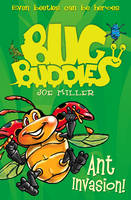 Even beetles can be heroes
BUG
BUDDIES
JOE MILLER
Ant
invasion!